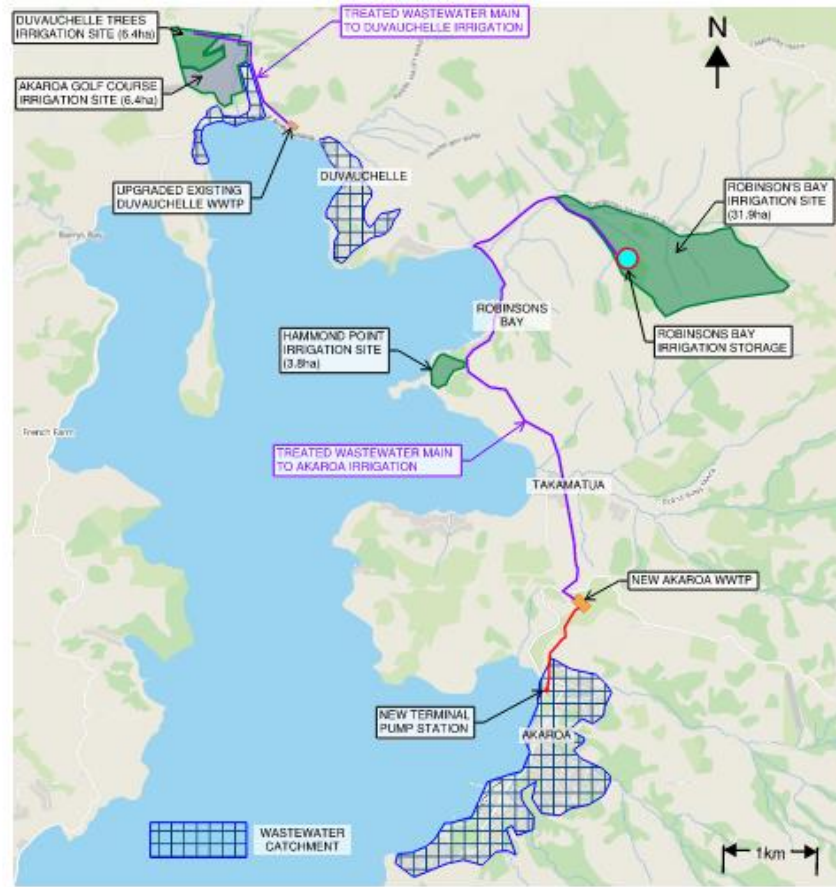 DUVAUCHELLE TREES
IRRIGATION SITE (6.4ha)
TREATED WASTEWATER MAIN
TO DUVAUCHELLE IRRIGATION
N
AKAROA GOLF COURSE
IRRIGATION SITE (6.4ha)
DUVAUCHELLE
UPGRADED EXISTING
DUVAUCHELLE WWTP
ROBINSON'S BAY
IRRIGATION SITE
(31.9ha)
Barrys Bay
ROBINSONS
BAY
HAMMOND POINT
IRRIGATION SITE
(3.8ha)
ROBINSONS BAY
IRRIGATION STORAGE
French Farm
TREATED WASTEWATER MAIN
TO AKAROA IRRIGATION
TAKAMATUA
NEW AKAROA WWTP
NEW TERMINAL
PUMP STATION
AKAROA
WASTEWATER
CATCHMENT
1km